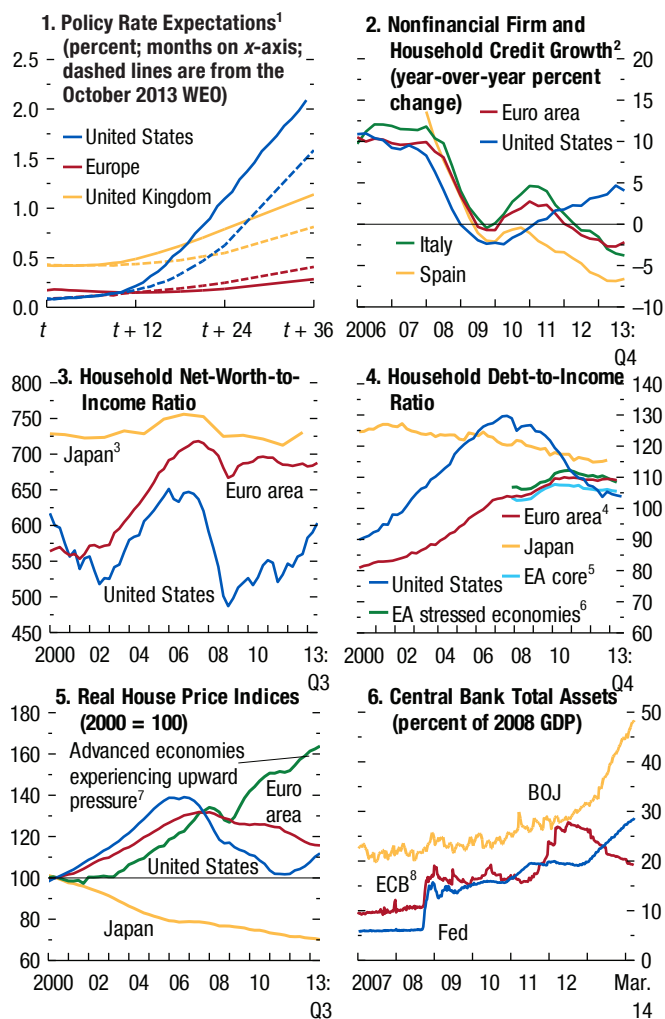 1. Policy Rate Expectations1
(percent; months on x-axis;
dashed lines are from the
October 2013 WEO)
2.5
2.0
1.5
1.0
0.5
0.0
United States
Europe
United Kingdom
t
t + 12
t + 24
t + 36
2. Nonfinancial Firm and
Household Credit Growth2
(year-over-year percent
change)
20
15
10
5
0
–5
–10
Euro area
United States
Italy
Spain
2006 07 08 09 10 11 12 13:
Q4
3. Household Net-Worth-to-
Income Ratio
800
750
700
650
600
550
500
450
Japan3
Euro area
United States
2000 02 04 06 08 10 13:
Q3
4. Household Debt-to-Income
Ratio
140
130
120
110
100
90
80
70
60
Euro area4
Japan
EA core5
United States
EA stressed economies6
2000 02 04 06 08 10 13:
Q4
5. Real House Price Indices
(2000 = 100)
180
160
140
120
100
80
60
Advanced economies
experiencing upward
pressure7
Euro
area
United States
Japan
2000 02 04 06 08 10 13:
Q3
6. Central Bank Total Assets
(percent of 2008 GDP)
50
40
30
20
10
0
BOJ
ECB8
Fed
2007 08 09 10 11 12 Mar.
14